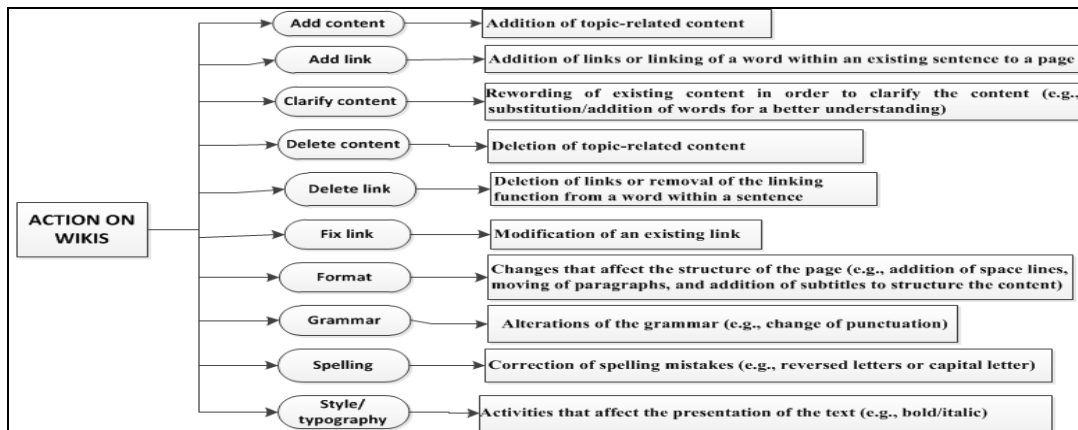 Add content
Addition of topic-related content
Add link
Addition of links or linking of a word within an existing sentence to a page
Clarify content
Rewording of existing content in order to clarify the content (e.g.,
substitution/addition of words for a better understanding)
Delete content
Deletion of topic-related content
Delete link
Deletion of links or removal of the linking
function from a word within a sentence
ACTION ON
WIKIS
Fix link
Modification of an existing link
Format
Changes that affect the structure of the page (e.g., addition of space lines,
moving of paragraphs, and addition of subtitles to structure the content)
Grammar
Alterations of the grammar (e.g., change of punctuation)
Spelling
Correction of spelling mistakes (e.g., reversed letters or capital letter)
Style/
typography
Activities that affect the presentation of the text (e.g., bold/italic)